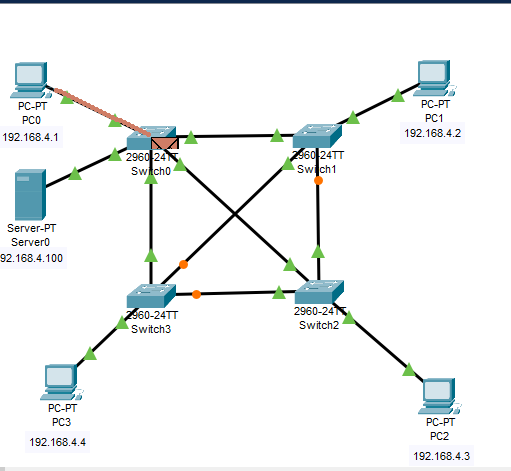 PC-PT
PC0
192.168.4.1
PC-PT
PC1
192.168.4.2
2960-24TT
Switch0
2960-24TT
Switch1
Server-PT
Server0
92.168.4.100
2960-24TT
Switch3
2960-24TT
Switch2
PC-PT
PC3
192.168.4.4
PC-PT
PC2
192.168.4.3